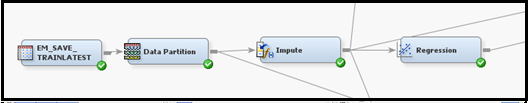 EM_SAVE_
TRAINLATEST
Data Partition
Impute
Regression